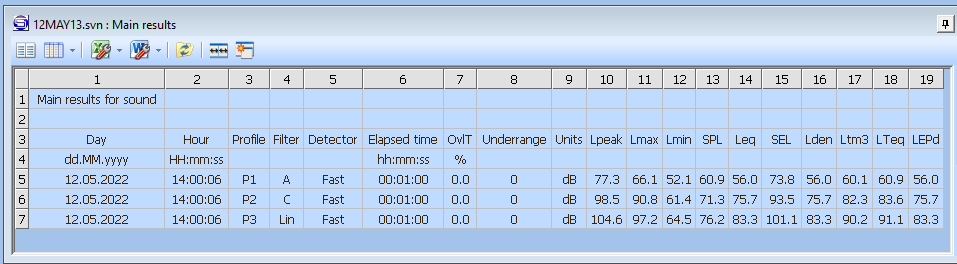 12MAY13.svn : Main results
1 2 3 4 5 6 7 8 9 10 11 12 13 14 15 16 17 18 19
1 Main results for sound
2
3 Day Hour Profile Filter Detector Elapsed time OvlT Underrange Units Lpeak Lmax Lmin SPL Leq SEL Lden Ltm3 LTeq LEPd
4 dd.MM.yyyy HH:mm:ss hh:mm:ss %
5 12.05.2022 14:00:06 P1 A Fast 00:01:00 0.0 0 dB 77.3 66.1 52.1 60.9 56.0 73.8 56.0 60.1 60.9 56.0
6 12.05.2022 14:00:06 P2 C Fast 00:01:00 0.0 0 dB 98.5 90.8 61.4 71.3 75.7 93.5 75.7 82.3 83.6 75.7
7 12.05.2022 14:00:06 P3 Lin Fast 00:01:00 0.0 0 dB 104.6 97.2 64.5 76.2 83.3 101.1 83.3 90.2 91.1 83.3